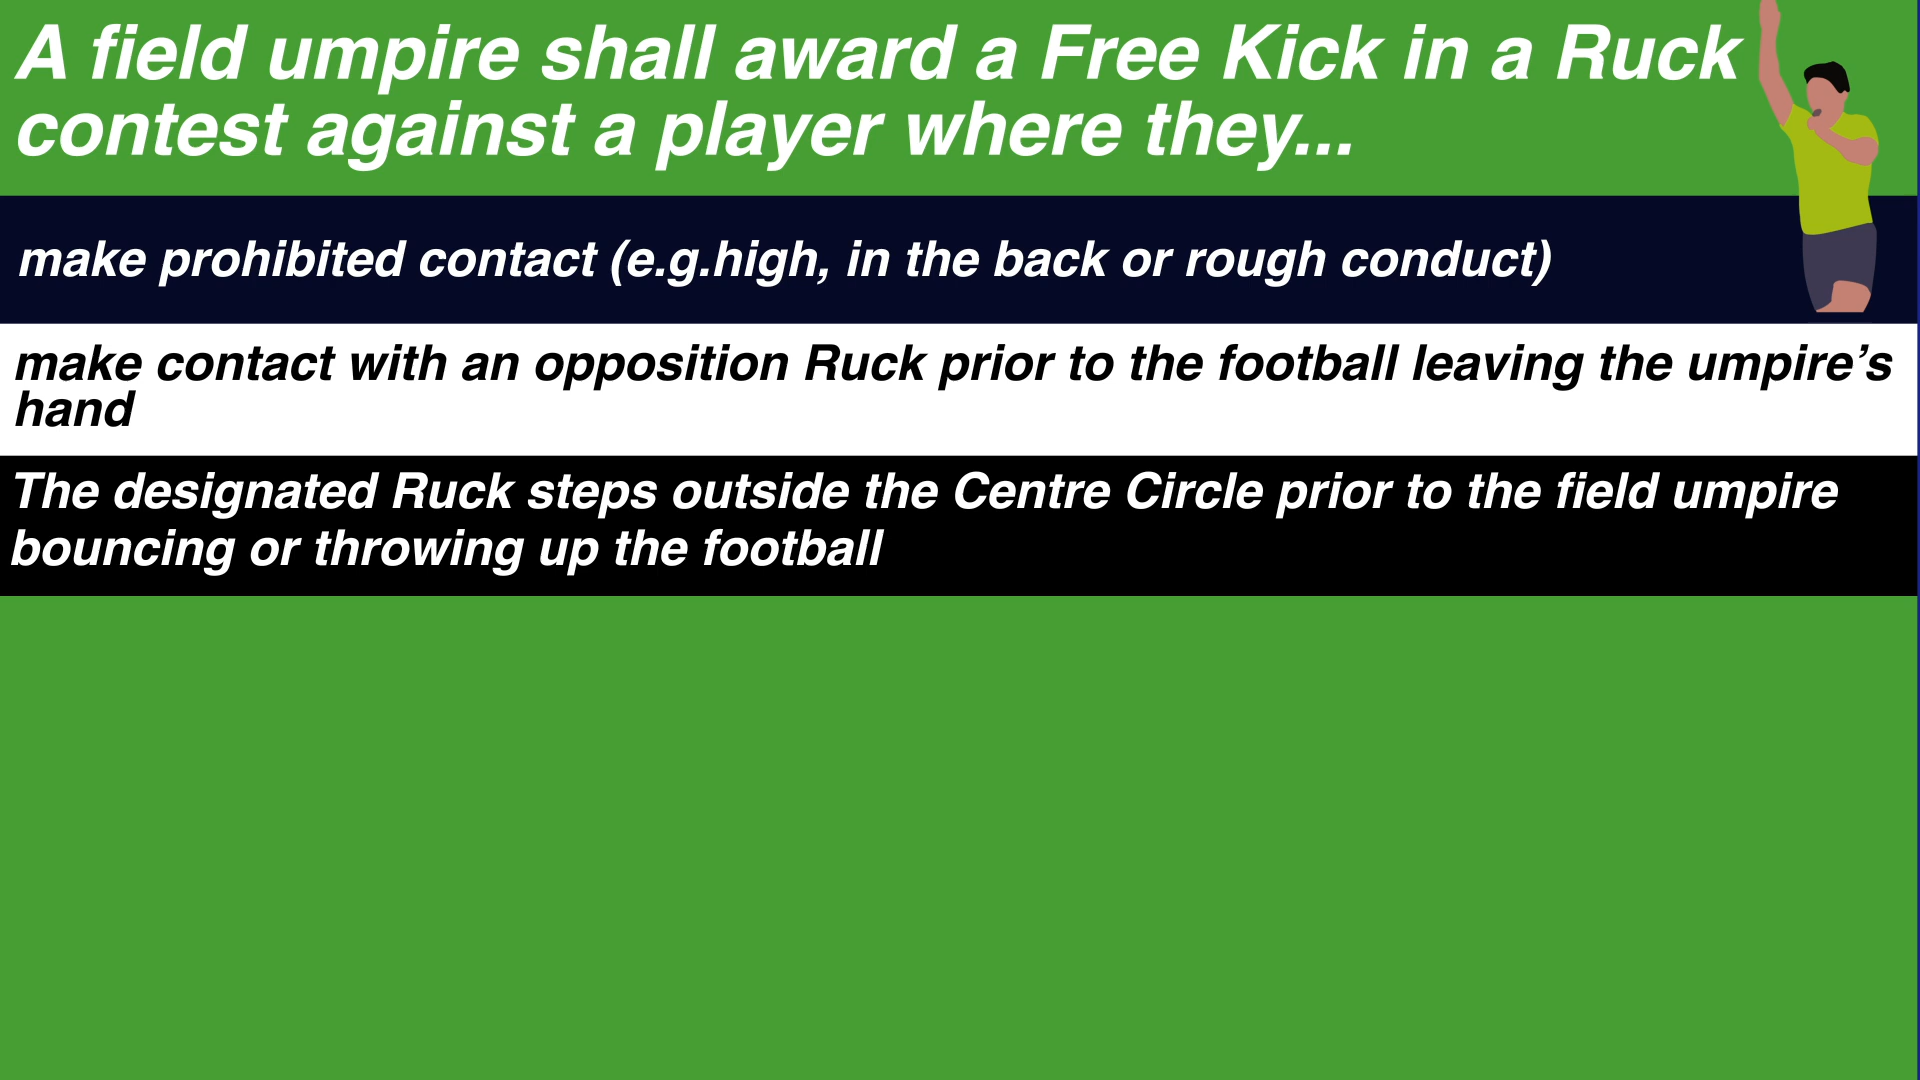 A field umpire shall award a Free Kick in a Ruck
contest against a player where they...
make prohibited contact (e.g.high, in the back or rough conduct)
make contact with an opposition Ruck prior to the football leaving the umpire’s
hand
The designated Ruck steps outside the Centre Circle prior to the field umpire
bouncing or throwing up the football